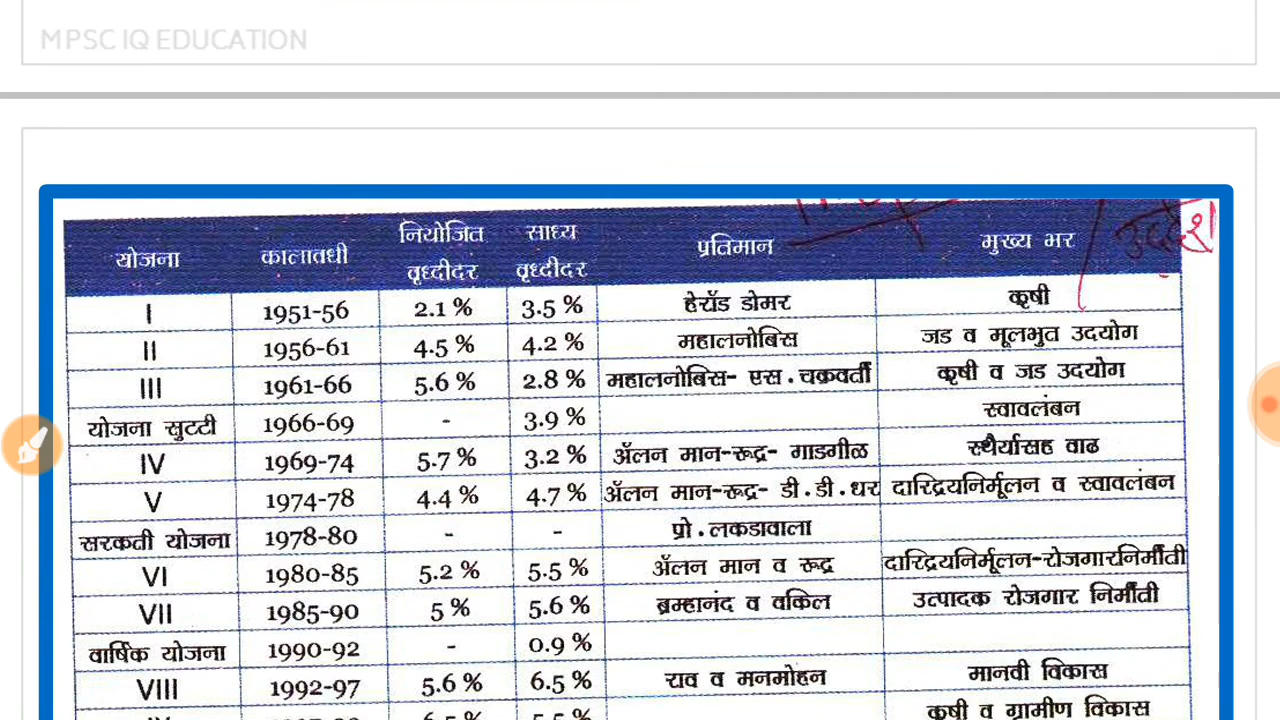 MPSC IQ EDUCATION
योजना कालावधी नियोजित वृध्दीदर साध्य वृध्दीदर प्रतिमान मुख्य भर उद्देश
I 1951-56 2.1 % 3.5 % हेरॉड डोमर कृषी
II 1956-61 4.5 % 4.2 % महालनोबिस जड व मूलभुत उदयोग
III 1961-66 5.6 % 2.8 % महालनोबिस- एस.चक्रवर्ती कृषी व जड उदयोग
योजना सुटटी 1966-69 - 3.9 % स्वावलंबन
IV 1969-74 5.7 % 3.2 % ॲलन मान-रूद्र- गाडगीळ स्थैर्यासह वाढ
V 1974-78 4.4 % 4.7 % ॲलन मान-रूद्र- डी.डी.धर दारिद्रियनिर्मूलन व स्वावलंबन
सरकती योजना 1978-80 - - प्रो.लकडावाला
VI 1980-85 5.2 % 5.5 % ॲलन मान व रूद्र दारिद्रियनिर्मूलन-रोजगारनिर्मीती
VII 1985-90 5 % 5.6 % ब्रम्हानंद व वकिल उत्पादक रोजगार निर्मीती
वार्षिक योजना 1990-92 - 0.9 %
VIII 1992-97 5.6 % 6.5 % राव व मनमोहन मानवी विकास
कृषी व ग्रामीण विकास